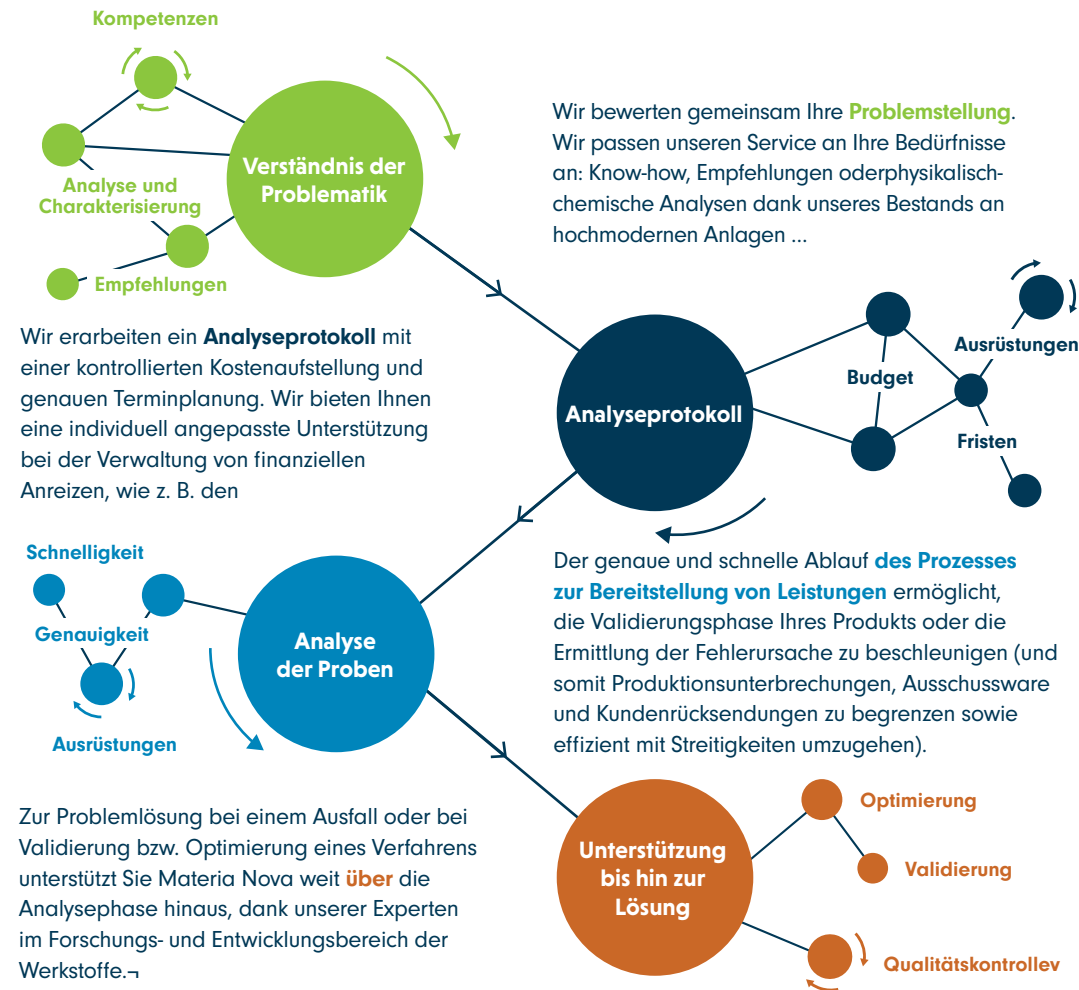 Kompetenzen
Verständnis der
Problematik
Analyse und
Charakterisierung
Empfehlungen
Wir bewerten gemeinsam Ihre Problemstellung.
Wir passen unseren Service an Ihre Bedürfnisse
an: Know-how, Empfehlungen oderphysikalisch-
chemische Analysen dank unseres Bestands an
hochmodernen Anlagen ...
Wir erarbeiten ein Analyseprotokoll mit
einer kontrollierten Kostenaufstellung und
genauen Terminplanung. Wir bieten Ihnen
eine individuell angepasste Unterstützung
bei der Verwaltung von finanziellen
Anreizen, wie z. B. den
Analyseprotokoll
Ausrüstungen
Budget
Fristen
Schnelligkeit
Genauigkeit
Ausrüstungen
Analyse
der Proben
Der genaue und schnelle Ablauf des Prozesses
zur Bereitstellung von Leistungen ermöglicht,
die Validierungsphase Ihres Produkts oder die
Ermittlung der Fehlerursache zu beschleunigen (und
somit Produktionsunterbrechungen, Ausschussware
und Kundenrücksendungen zu begrenzen sowie
effizient mit Streitigkeiten umzugehen).
Zur Problemlösung bei einem Ausfall oder bei
Validierung bzw. Optimierung eines Verfahrens
unterstützt Sie Materia Nova weit über die
Analysephase hinaus, dank unserer Experten
im Forschungs- und Entwicklungsbereich der
Werkstoffe.¬
Unterstützung
bis hin zur
Lösung
Optimierung
Validierung
Qualitätskontrollev